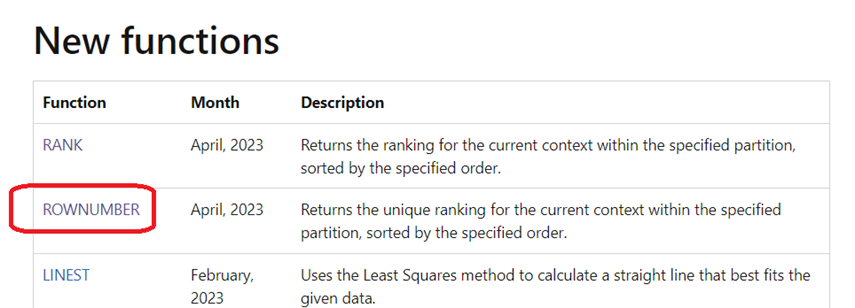 New functions
Function Month Description
RANK April, 2023 Returns the ranking for the current context within the specified partition,
sorted by the specified order.
ROWNUMBER April, 2023 Returns the unique ranking for the current context within the specified
partition, sorted by the specified order.
LINEST February, Uses the Least Squares method to calculate a straight line that best fits the
2023 given data.